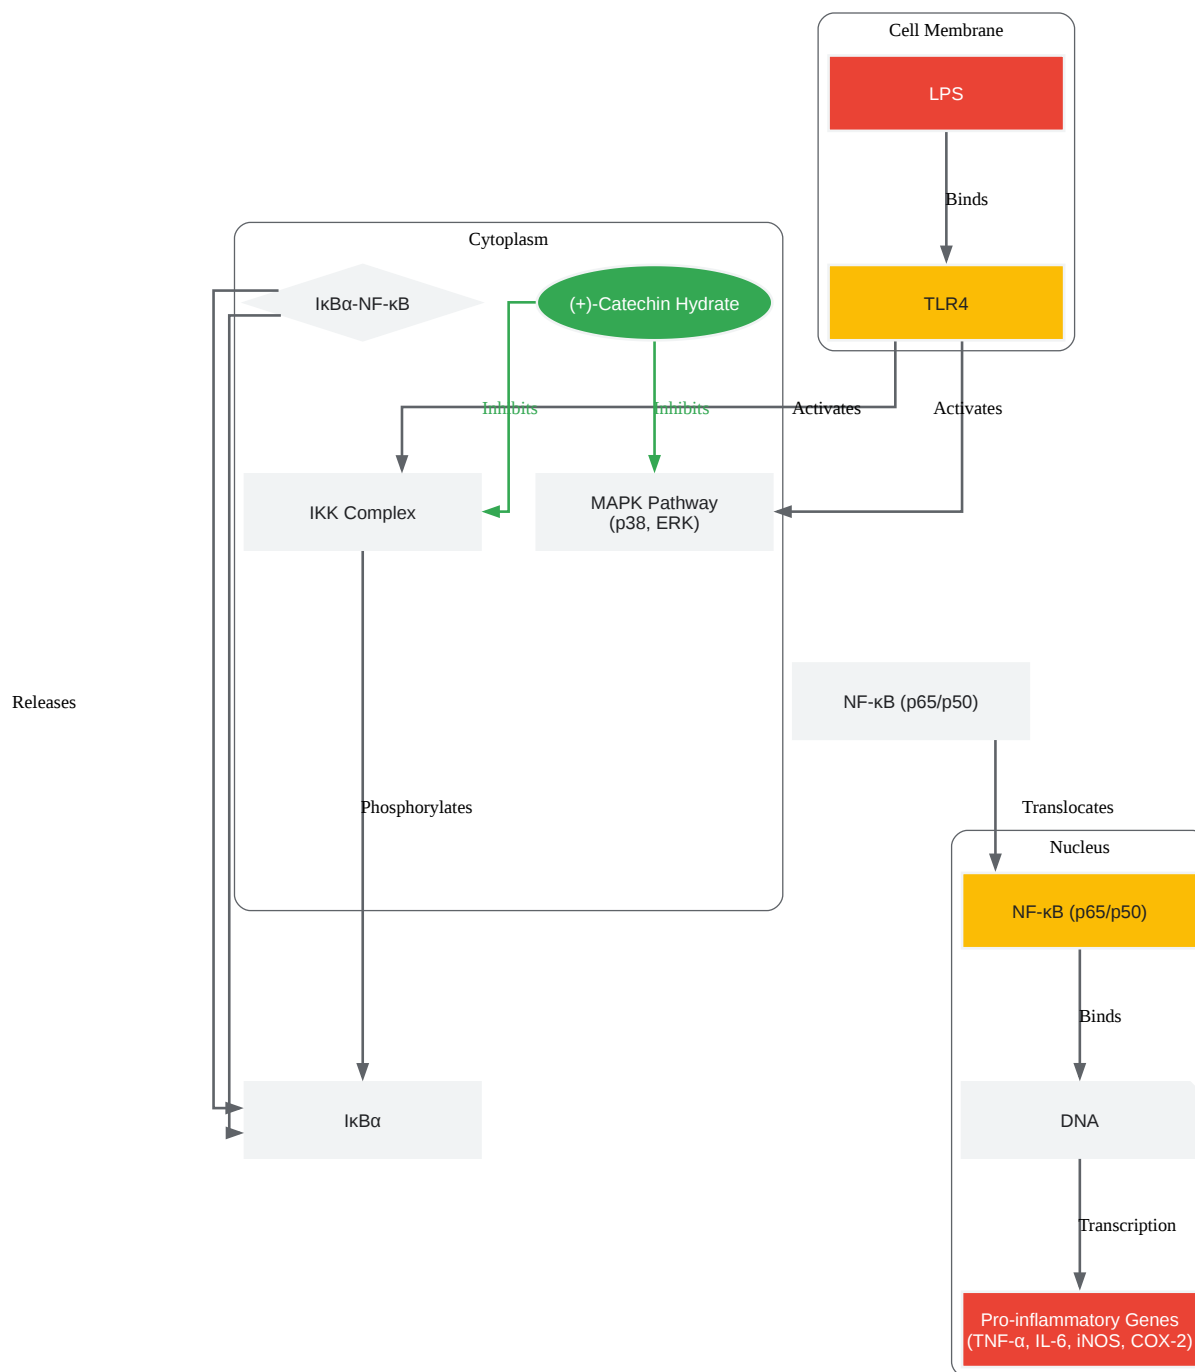 Cell Membrane
LPS
Binds
Cytoplasm
IκBα-NF-κB
(+)-Catechin Hydrate
TLR4
Inhibits
Inhibits
Activates
Activates
IKK Complex
MAPK Pathway
(p38, ERK)
Releases
NF-κB (p65/p50)
Phosphorylates
Translocates
Nucleus
NF-κB (p65/p50)
Binds
IκBα
DNA
Transcription
Pro-inflammatory Genes
(TNF-α, IL-6, iNOS, COX-2)